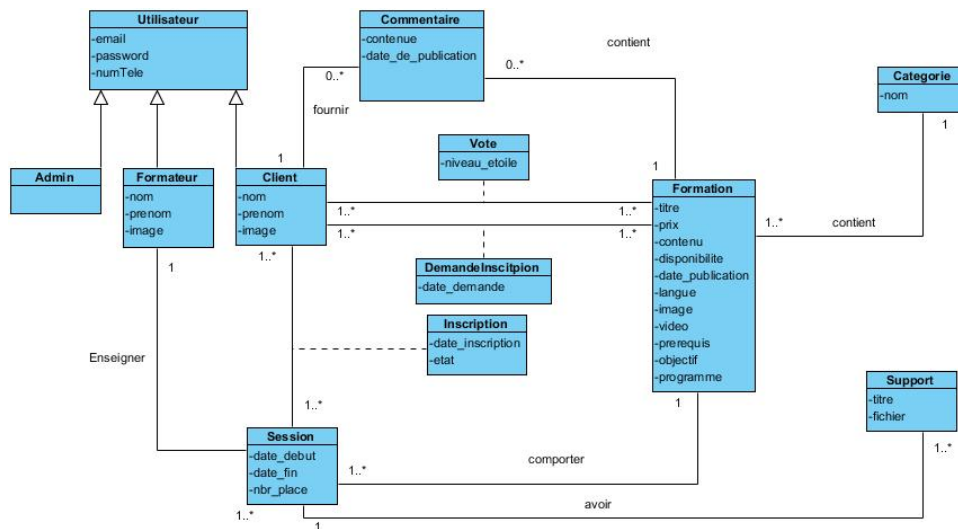 Utilisateur
-email
-password
-numTele
Commentaire
-contenue
-date_de_publication
contient
0..*
0..*
fournir
Categorie
-nom
1
Vote
-niveau_etoile
1
1
Admin
Formateur
-nom
-prenom
-image
Client
-nom
-prenom
-image
1..*
1..*
1..*
1..*
Formation
-titre
-prix
-contenu
-disponibilite
-date_publication
-langue
-image
-video
-prerequis
-objectif
-programme
1..*
contient
1
1..*
DemandeInscitpion
-date_demande
Inscription
-date_inscription
-etat
Enseigner
Support
-titre
-fichier
1
1..*
1..*
Session
-date_debut
-date_fin
-nbr_place
1..*
comporter
1..*
1
avoir